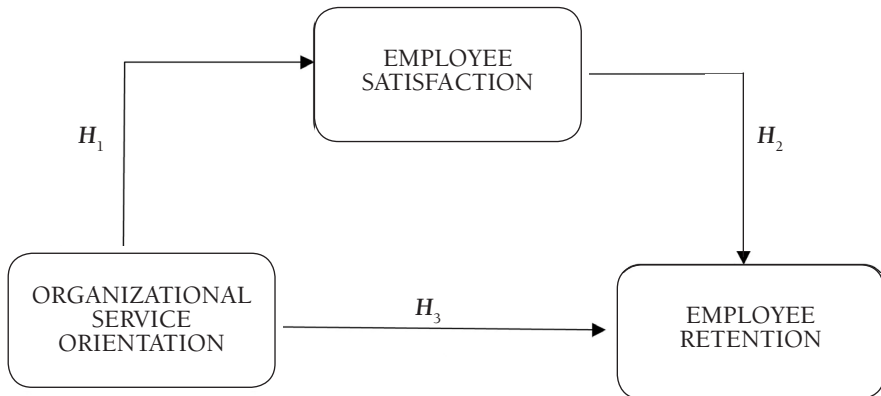 EMPLOYEE
SATISFACTION
H₁
H₂
ORGANIZATIONAL
SERVICE
ORIENTATION
H₃
EMPLOYEE
RETENTION